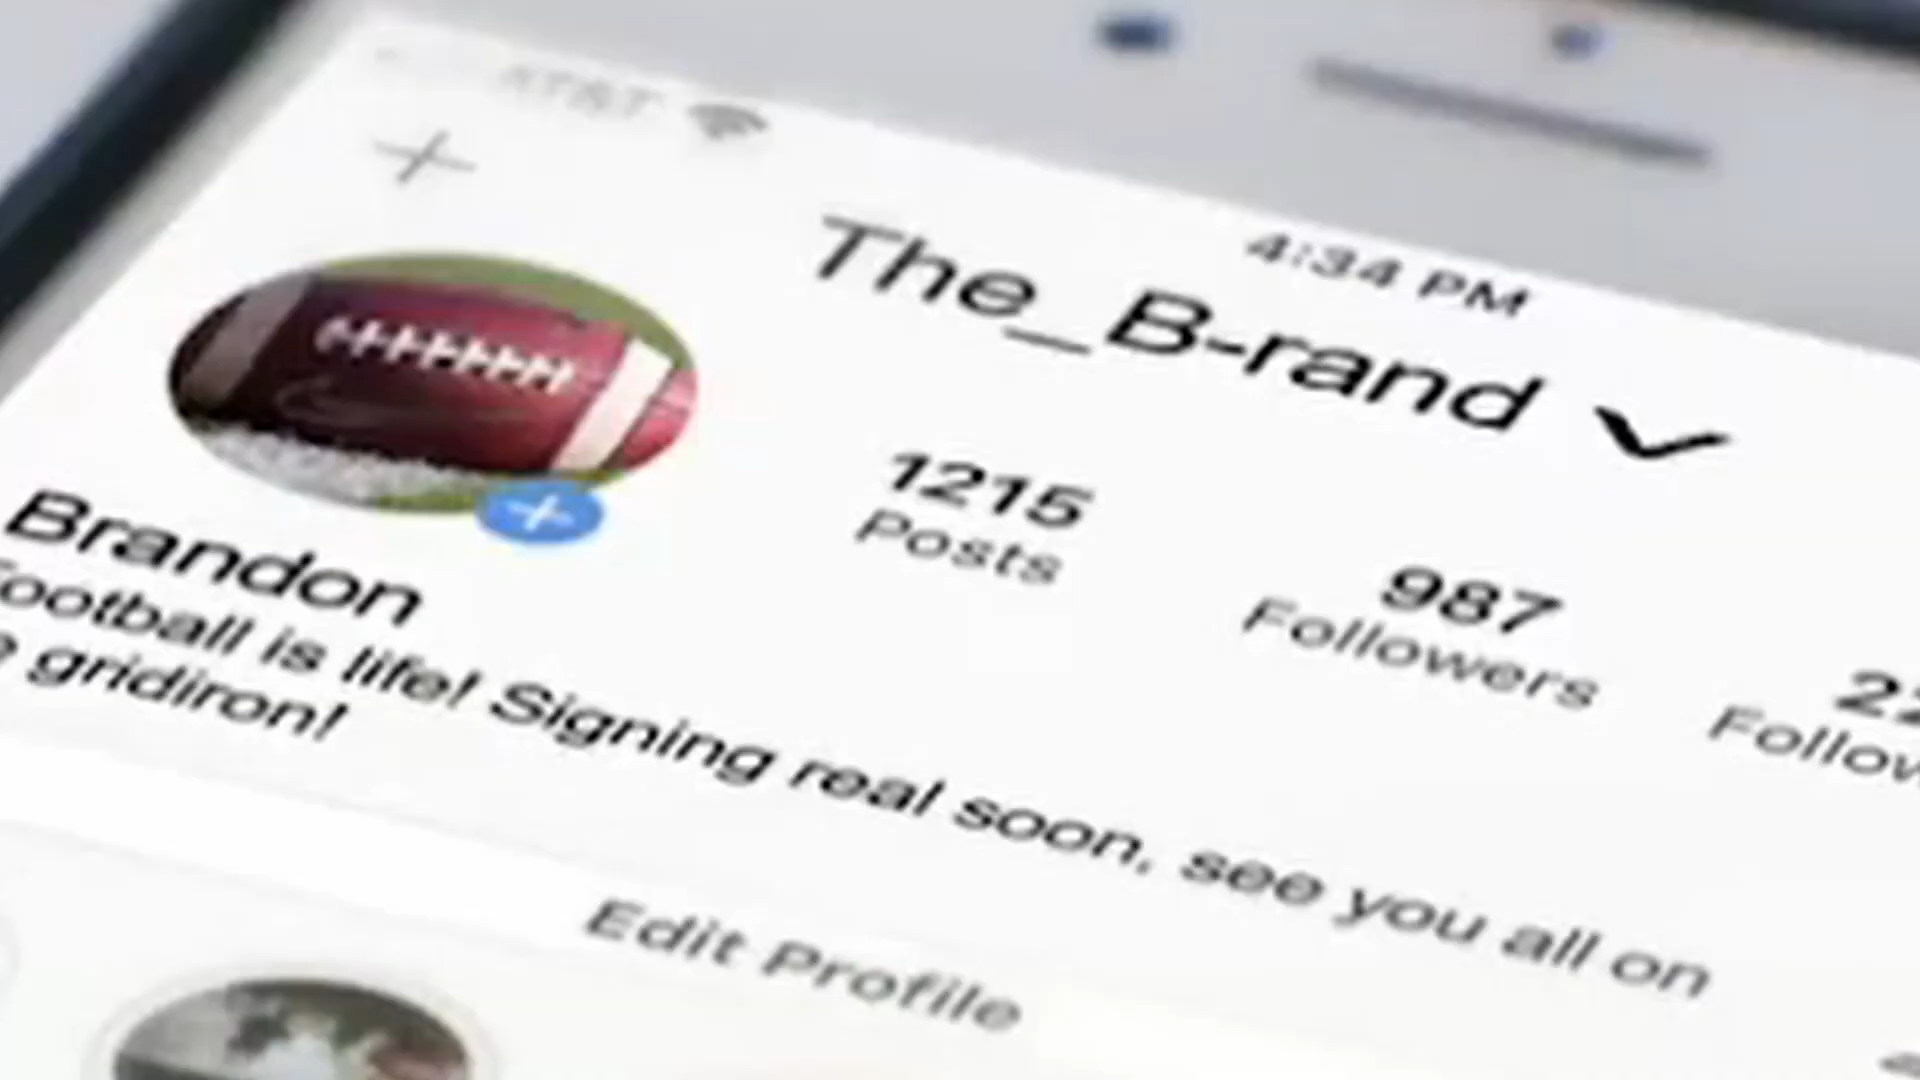 AT&T
4:34 PM
The_B-rand
1215
Posts
987
Followers
Brandon
Football is life! Signing real soon, see you all on
gridiron!
Edit Profile